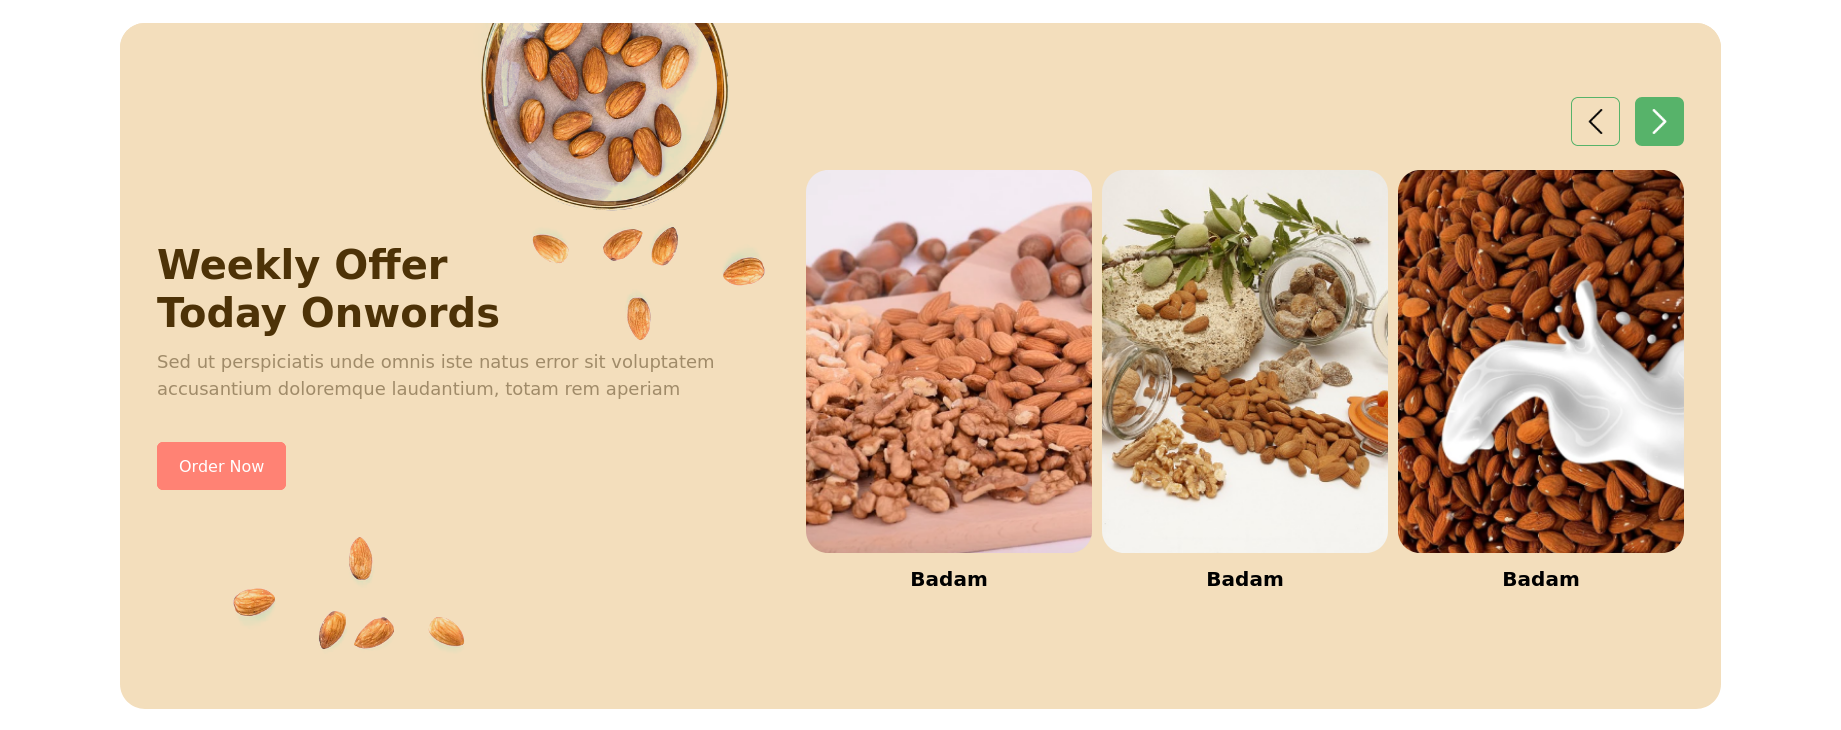 Weekly Offer
Today Onwords
Sed ut perspiciatis unde omnis iste natus error sit voluptatem
accusantium doloremque laudantium, totam rem aperiam
Order Now
Badam
Badam
Badam